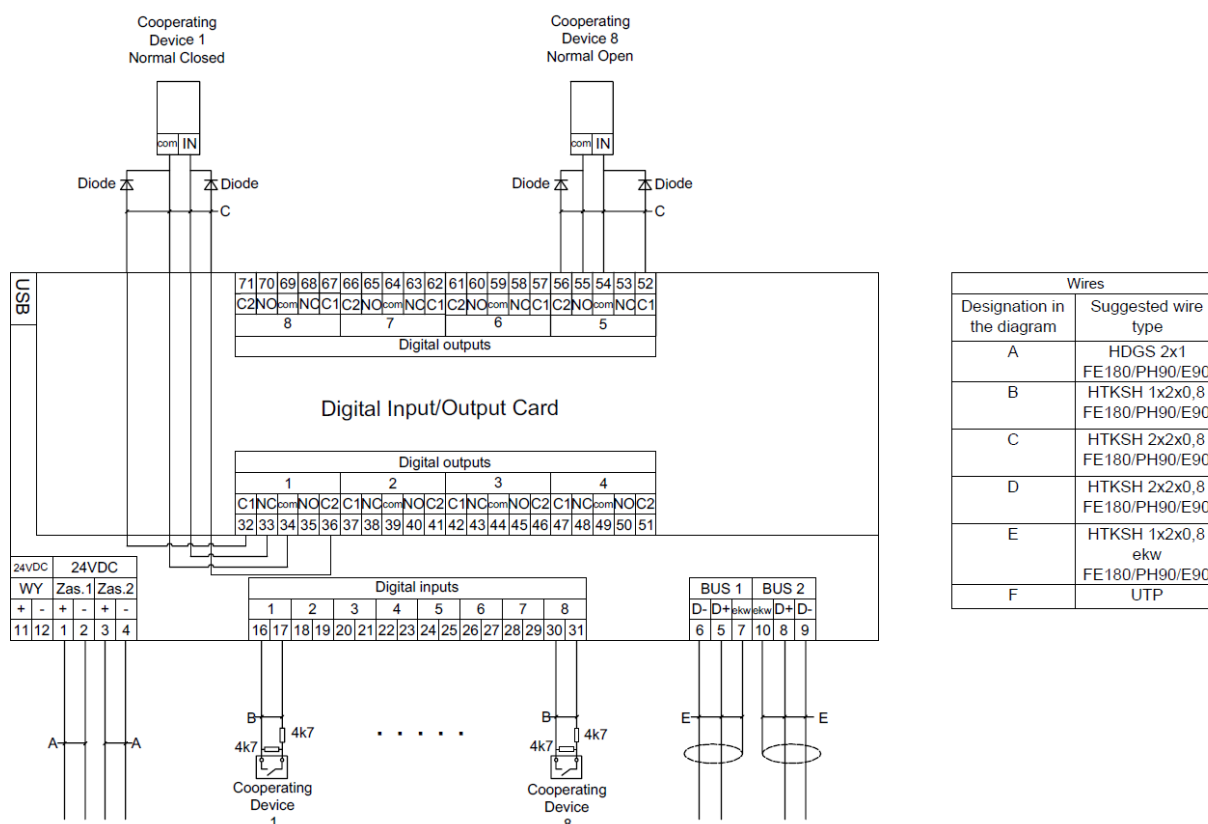 Cooperating
Device 1
Normal Closed
Cooperating
Device 8
Normal Open
com IN
com IN
Diode Diode
Diode Diode
C
C
USB
71 70 69 68 67 66 65 64 63 62 61 60 59 58 57 56 55 54 53 52
C2 NO com NC C1 C2 NO com NC C1 C2 NO com NC C1 C2 NO com NC C1
8 7 6 5
Digital outputs
Digital Input/Output Card
Digital outputs
1 2 3 4
C1 NC com NO C2 C1 NC com NO C2 C1 NC com NO C2 C1 NC com NO C2
32 33 34 35 36 37 38 39 40 41 42 43 44 45 46 47 48 49 50 51
24VDC 24VDC
WY Zas.1 Zas.2
+ - + - + -
11 12 1 2 3 4
Digital inputs
1 2 3 4 5 6 7 8
16 17 18 19 20 21 22 23 24 25 26 27 28 29 30 31
BUS 1 BUS 2
D- D+ ekw ekw D+ D-
6 5 7 10 8 9
A A
B
4k7
4k7
Cooperating
Device
1
. . . . .
B
4k7
4k7
Cooperating
Device
8
E E
Wires
Designation in
the diagram
Suggested wire
type
A
HDGS 2x1
FE180/PH90/E90
B
HTKSH 1x2x0,8
FE180/PH90/E90
C
HTKSH 2x2x0,8
FE180/PH90/E90
D
HTKSH 2x2x0,8
FE180/PH90/E90
E
HTKSH 1x2x0,8
ekw
FE180/PH90/E90
F
UTP